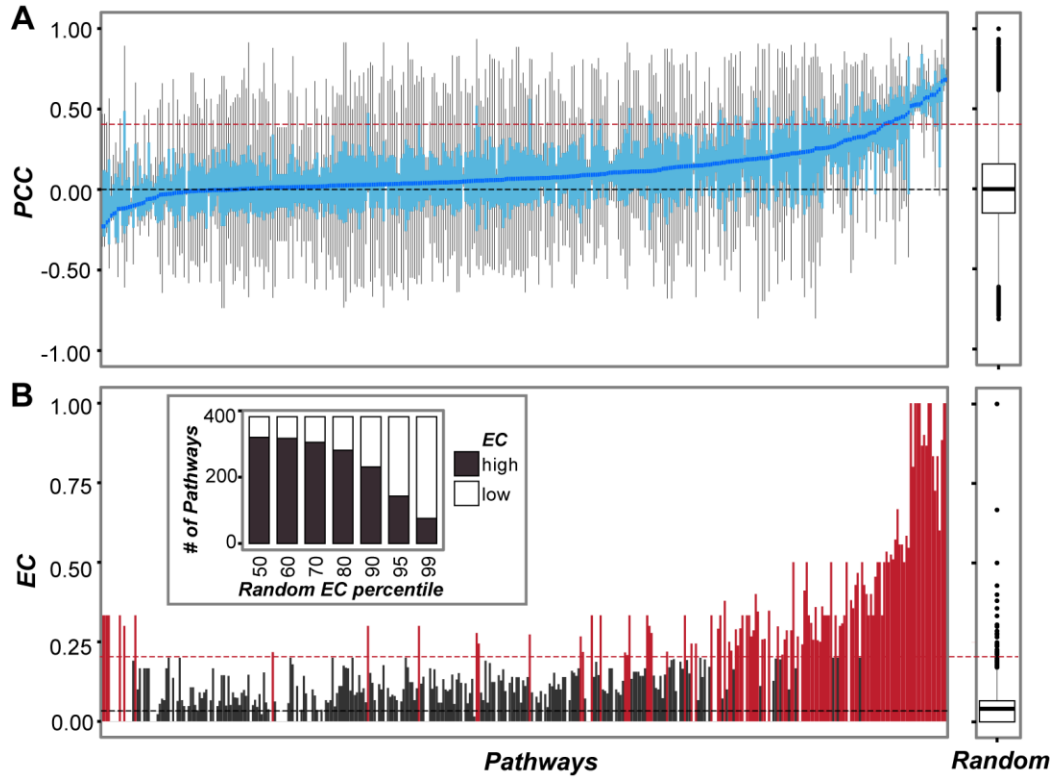 A
PCC
1.00
0.50
0.00
-0.50
-1.00
B
EC
1.00
0.75
0.50
0.25
0.00
# of Pathways
400
200
0
50 60 70 80 90 95 99
Random EC percentile
EC
high
low
Pathways
Random